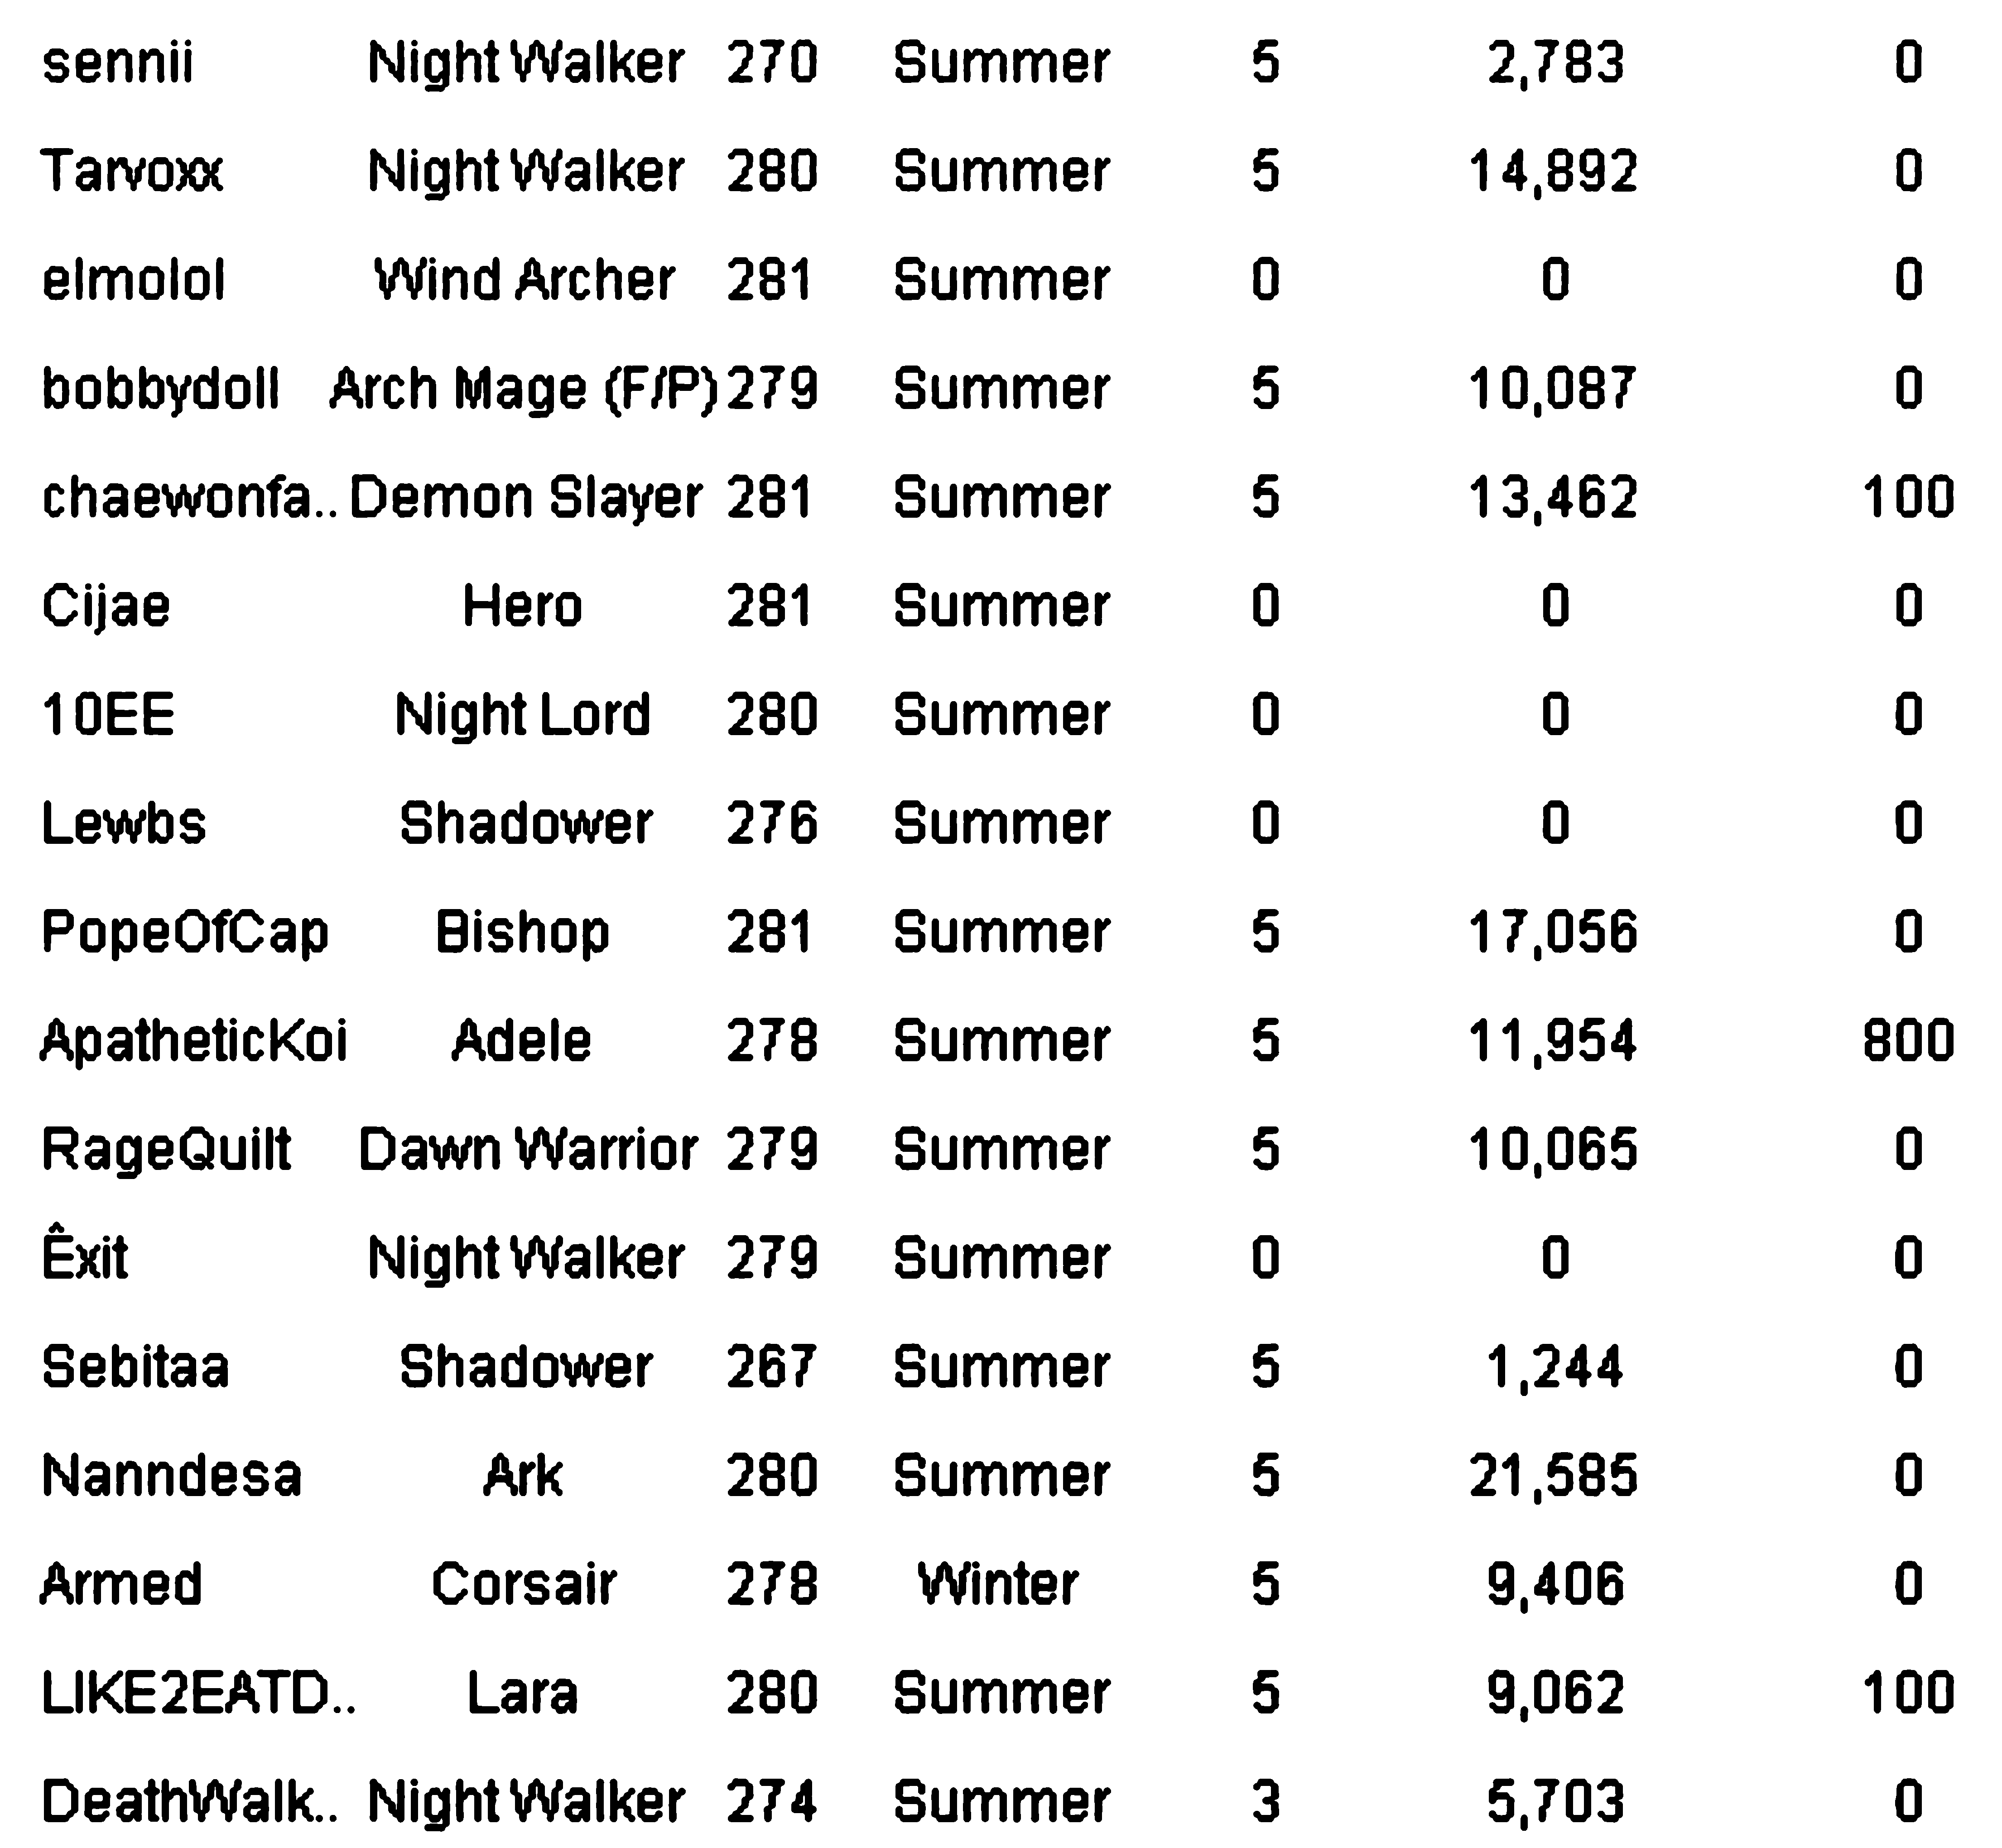 sennii Night Walker 270 Summer 5 2,783 0
Tarvoxx Night Walker 280 Summer 5 14,892 0
elmolol Wind Archer 281 Summer 0 0 0
bobbydoll Arch Mage (F/P) 279 Summer 5 10,087 0
chaewonfa.. Demon Slayer 281 Summer 5 13,462 100
Cijae Hero 281 Summer 0 0 0
10EE Night Lord 280 Summer 0 0 0
Lewbs Shadower 276 Summer 0 0 0
PopeOfCap Bishop 281 Summer 5 17,056 0
ApatheticKoi Adele 278 Summer 5 11,954 800
RageQuilt Dawn Warrior 279 Summer 5 10,065 0
Êxit Night Walker 279 Summer 0 0 0
Sebitaa Shadower 267 Summer 5 1,244 0
Nanndesa Ark 280 Summer 5 21,585 0
Armed Corsair 278 Winter 5 9,406 0
LIKE2EATD.. Lara 280 Summer 5 9,062 100
DeathWalk.. Night Walker 274 Summer 3 5,703 0